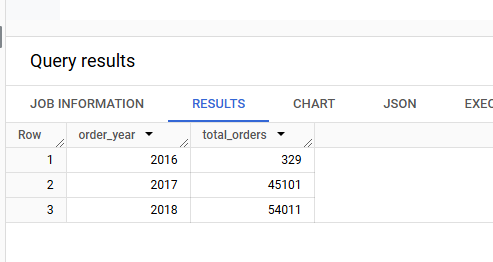 Query results
JOB INFORMATION RESULTS CHART JSON EXEC
Row order_year total_orders
1 2016 329
2 2017 45101
3 2018 54011